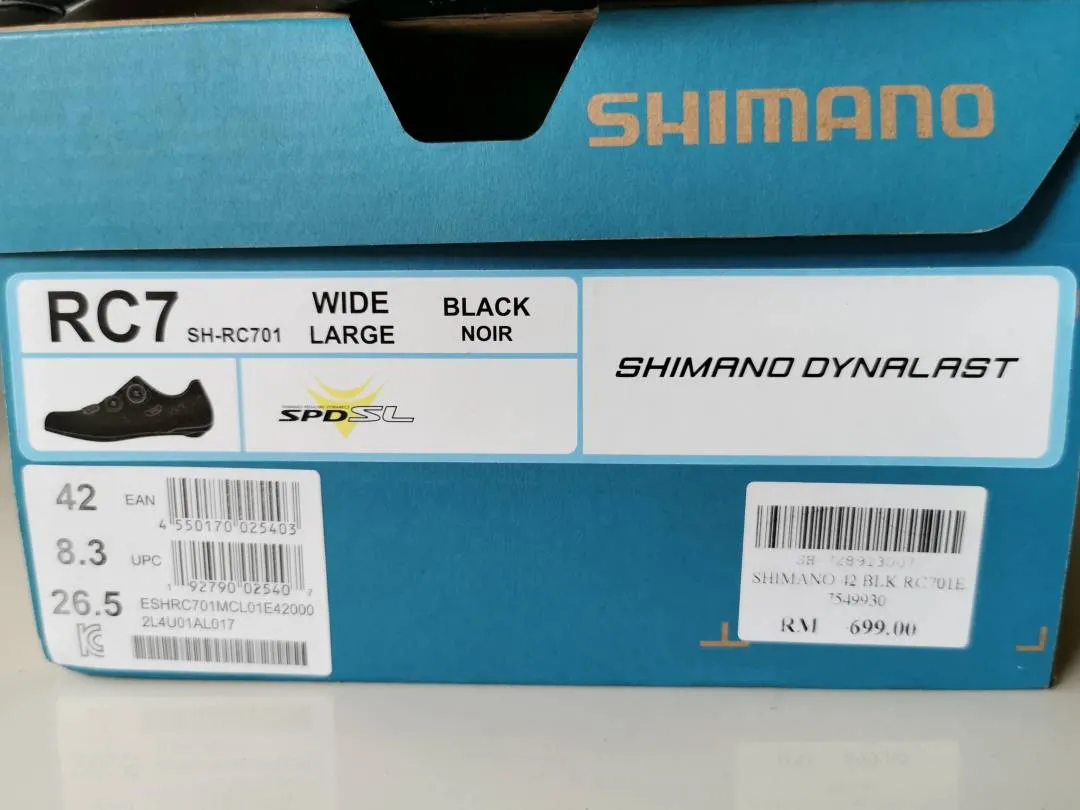 SHIMANO
RC7 SH-RC701
WIDE
LARGE
BLACK
NOIR
SHIMANO DYNALAST
SPD-SL
42 EAN
4 550170 025403
8.3 UPC
1 92790 02540 7
26.5
ESHRC701MCL01E42000
2L4U01AL017
SHIMANO 42 BLK RC701E
7549930
RM 699.00